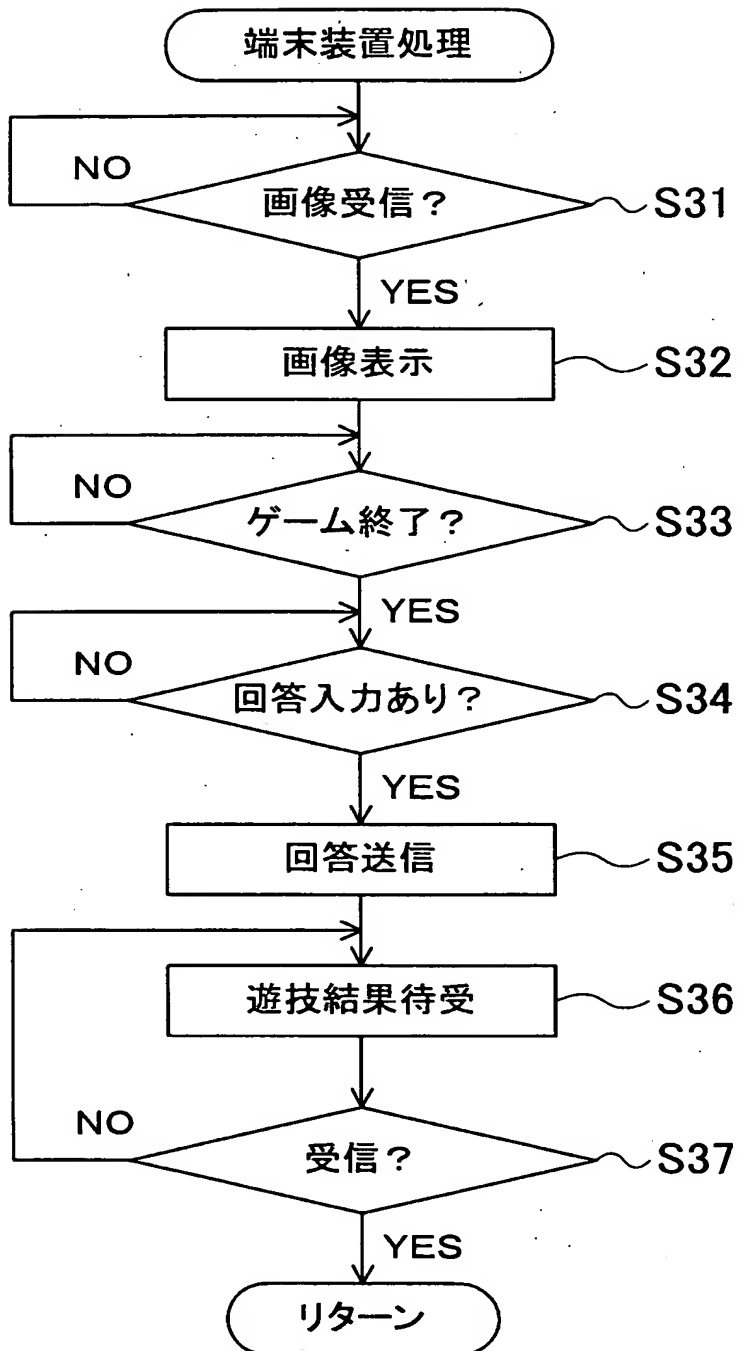 端末装置処理
NO
画像受信？
S31
YES
画像表示
S32
NO
ゲーム終了？
S33
YES
NO
回答入力あり？
S34
YES
回答送信
S35
遊技結果待受
S36
NO
受信？
S37
YES
リターン